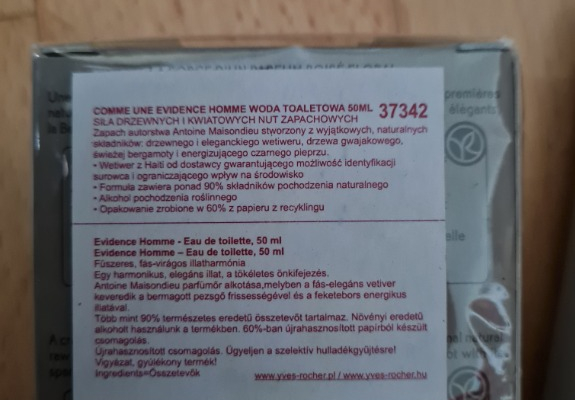 COMME UNE EVIDENCE HOMME WODA TOALETOWA 50ML 37342
SIŁA DRZEWNYCH I KWIATOWYCH NUT ZAPACHOWYCH
Zapach autorstwa Antoine Maisondieu stworzony z wyjątkowych, naturalnych
składników: drzewnego i eleganckiego wetiweru, drzewa gwajakowego,
świeżej bergamoty i energizującego czarnego pieprzu.
• Wetiwer z Haiti od dostawcy gwarantującego możliwość identyfikacji
surowca i ograniczającego wpływ na środowisko
• Formuła zawiera ponad 90% składników pochodzenia naturalnego
• Alkohol pochodzenia roślinnego
• Opakowanie zrobione w 60% z papieru z recyklingu
Evidence Homme - Eau de toilette, 50 ml
Evidence Homme – Eau de toilette, 50 ml
Fűszeres, fás-virágos illatharmónia
Egy harmonikus, elegáns illat, a tökéletes önkifejezés.
Antoine Maisondieu parfümőr alkotása,melyben a fás-elegáns vetiver
keveredik a bermagott pezsgő frissességével és a feketebors energikus
illatával.
Több mint 90% természetes eredetű összetevőt tartalmaz. Növényi eredetű
alkoholt használunk a termékben. 60%-ban újrahasznosított papírból készült
csomagolás.
Újrahasznosított csomagolás. Ügyeljen a szelektív hulladékgyűjtésre!
Vigyázat, gyúlékony termék!
Ingredients=Összetevők www.yves-rocher.pl / www.yves-rocher.hu
Une
premières
élégants